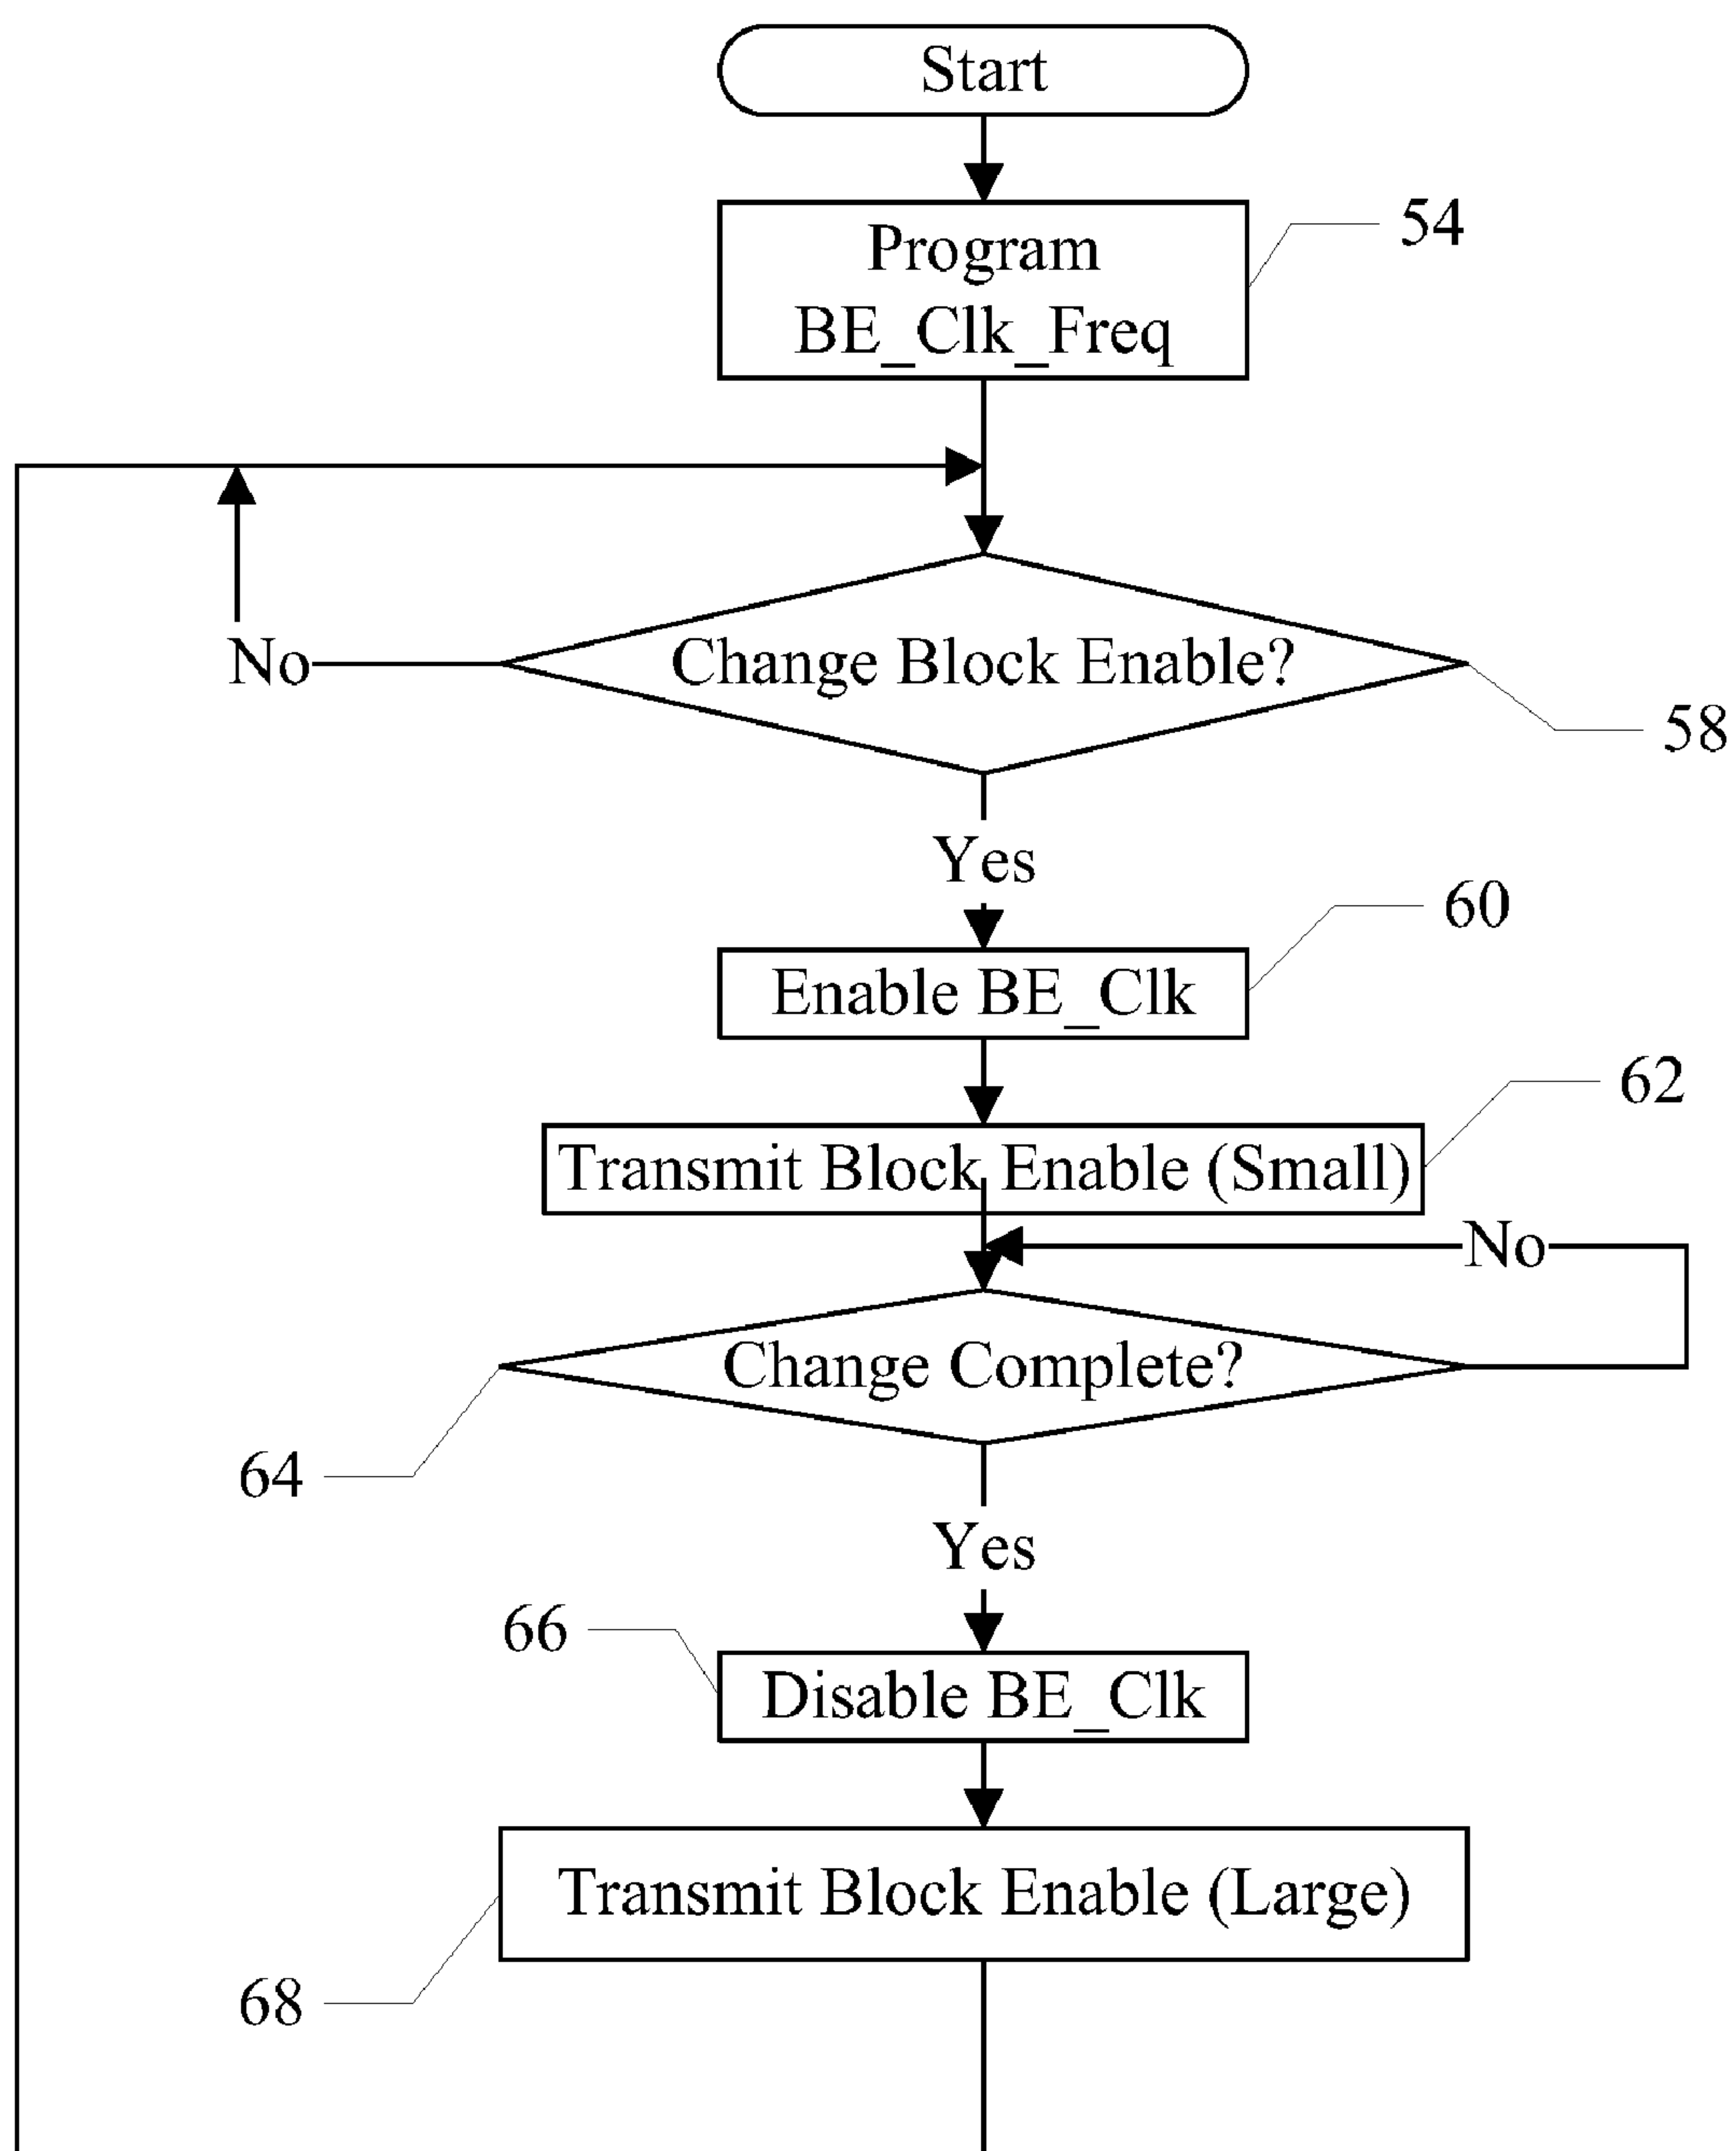 Start
Program
BE_Clk_Freq
54
Change Block Enable?
No
58
Yes
60
Enable BE_Clk
62
Transmit Block Enable (Small)
No
Change Complete?
64
Yes
66
Disable BE_Clk
Transmit Block Enable (Large)
68